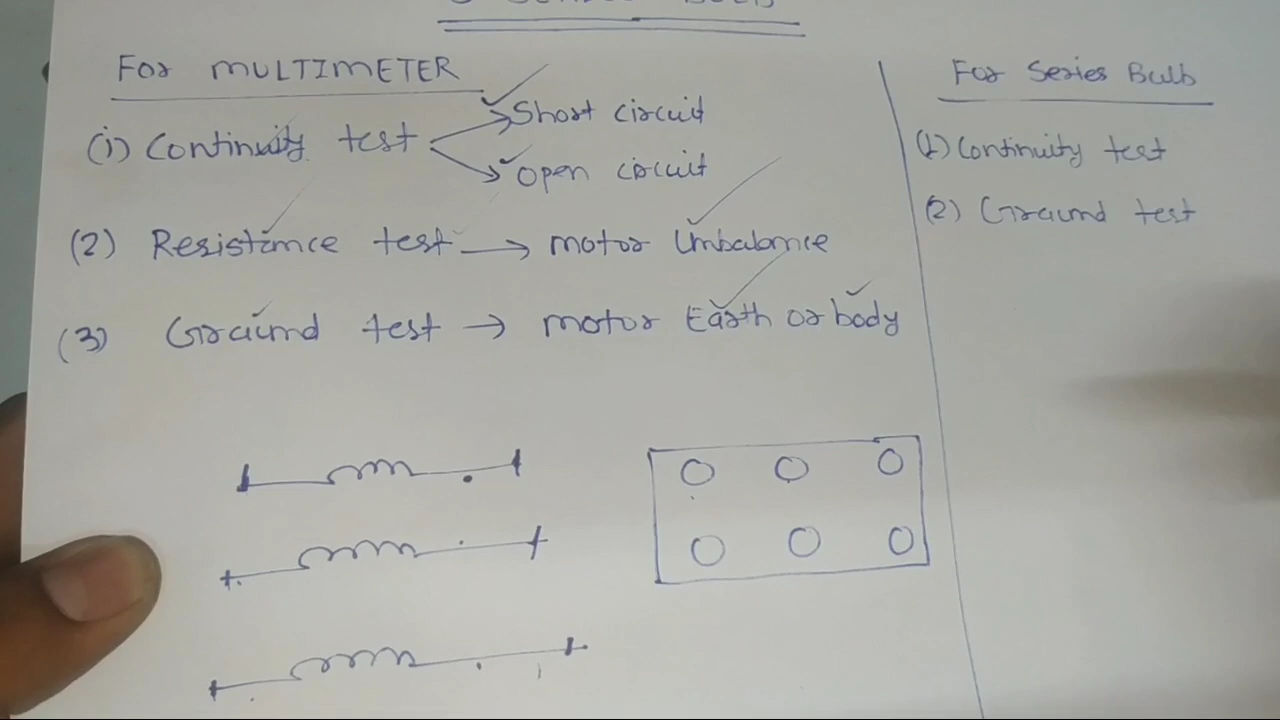 For MULTIMETER
(1) Continuity test
Short circuit
Open circuit
(2) Resistance test → motor Unbalance
(3) Ground test → motor Earth or body
For Series Bulb
(1) Continuity test
(2) Ground test